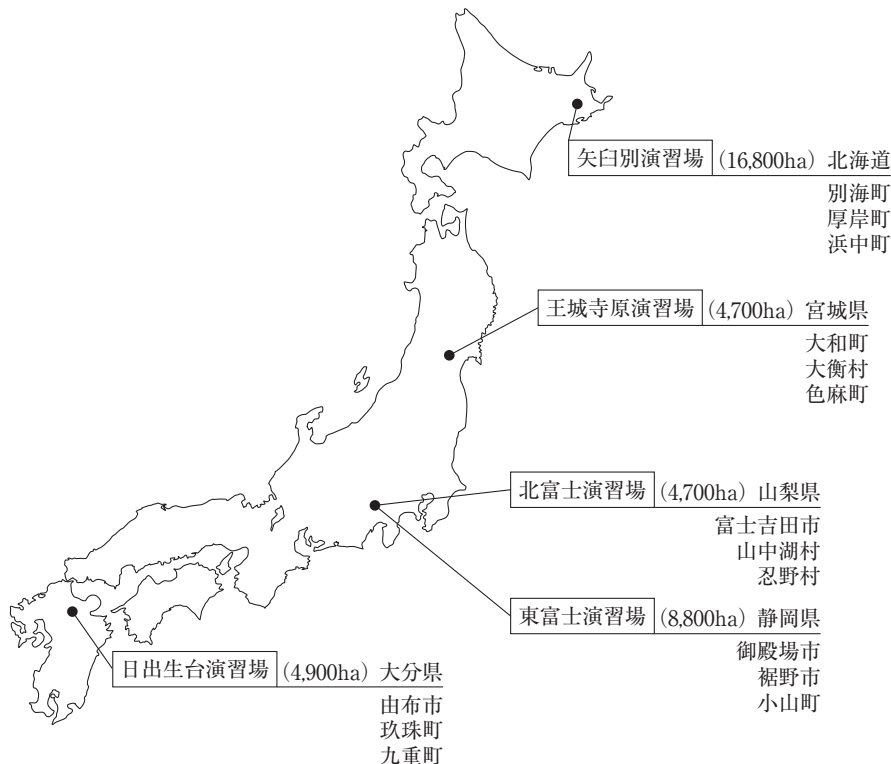 矢臼別演習場 (16,800ha) 北海道
別海町
厚岸町
浜中町
王城寺原演習場 (4,700ha) 宮城県
大和町
大衡村
色麻町
北富士演習場 (4,700ha) 山梨県
富士吉田市
山中湖村
忍野村
東富士演習場 (8,800ha) 静岡県
御殿場市
裾野市
小山町
日出生台演習場 (4,900ha) 大分県
由布市
玖珠町
九重町